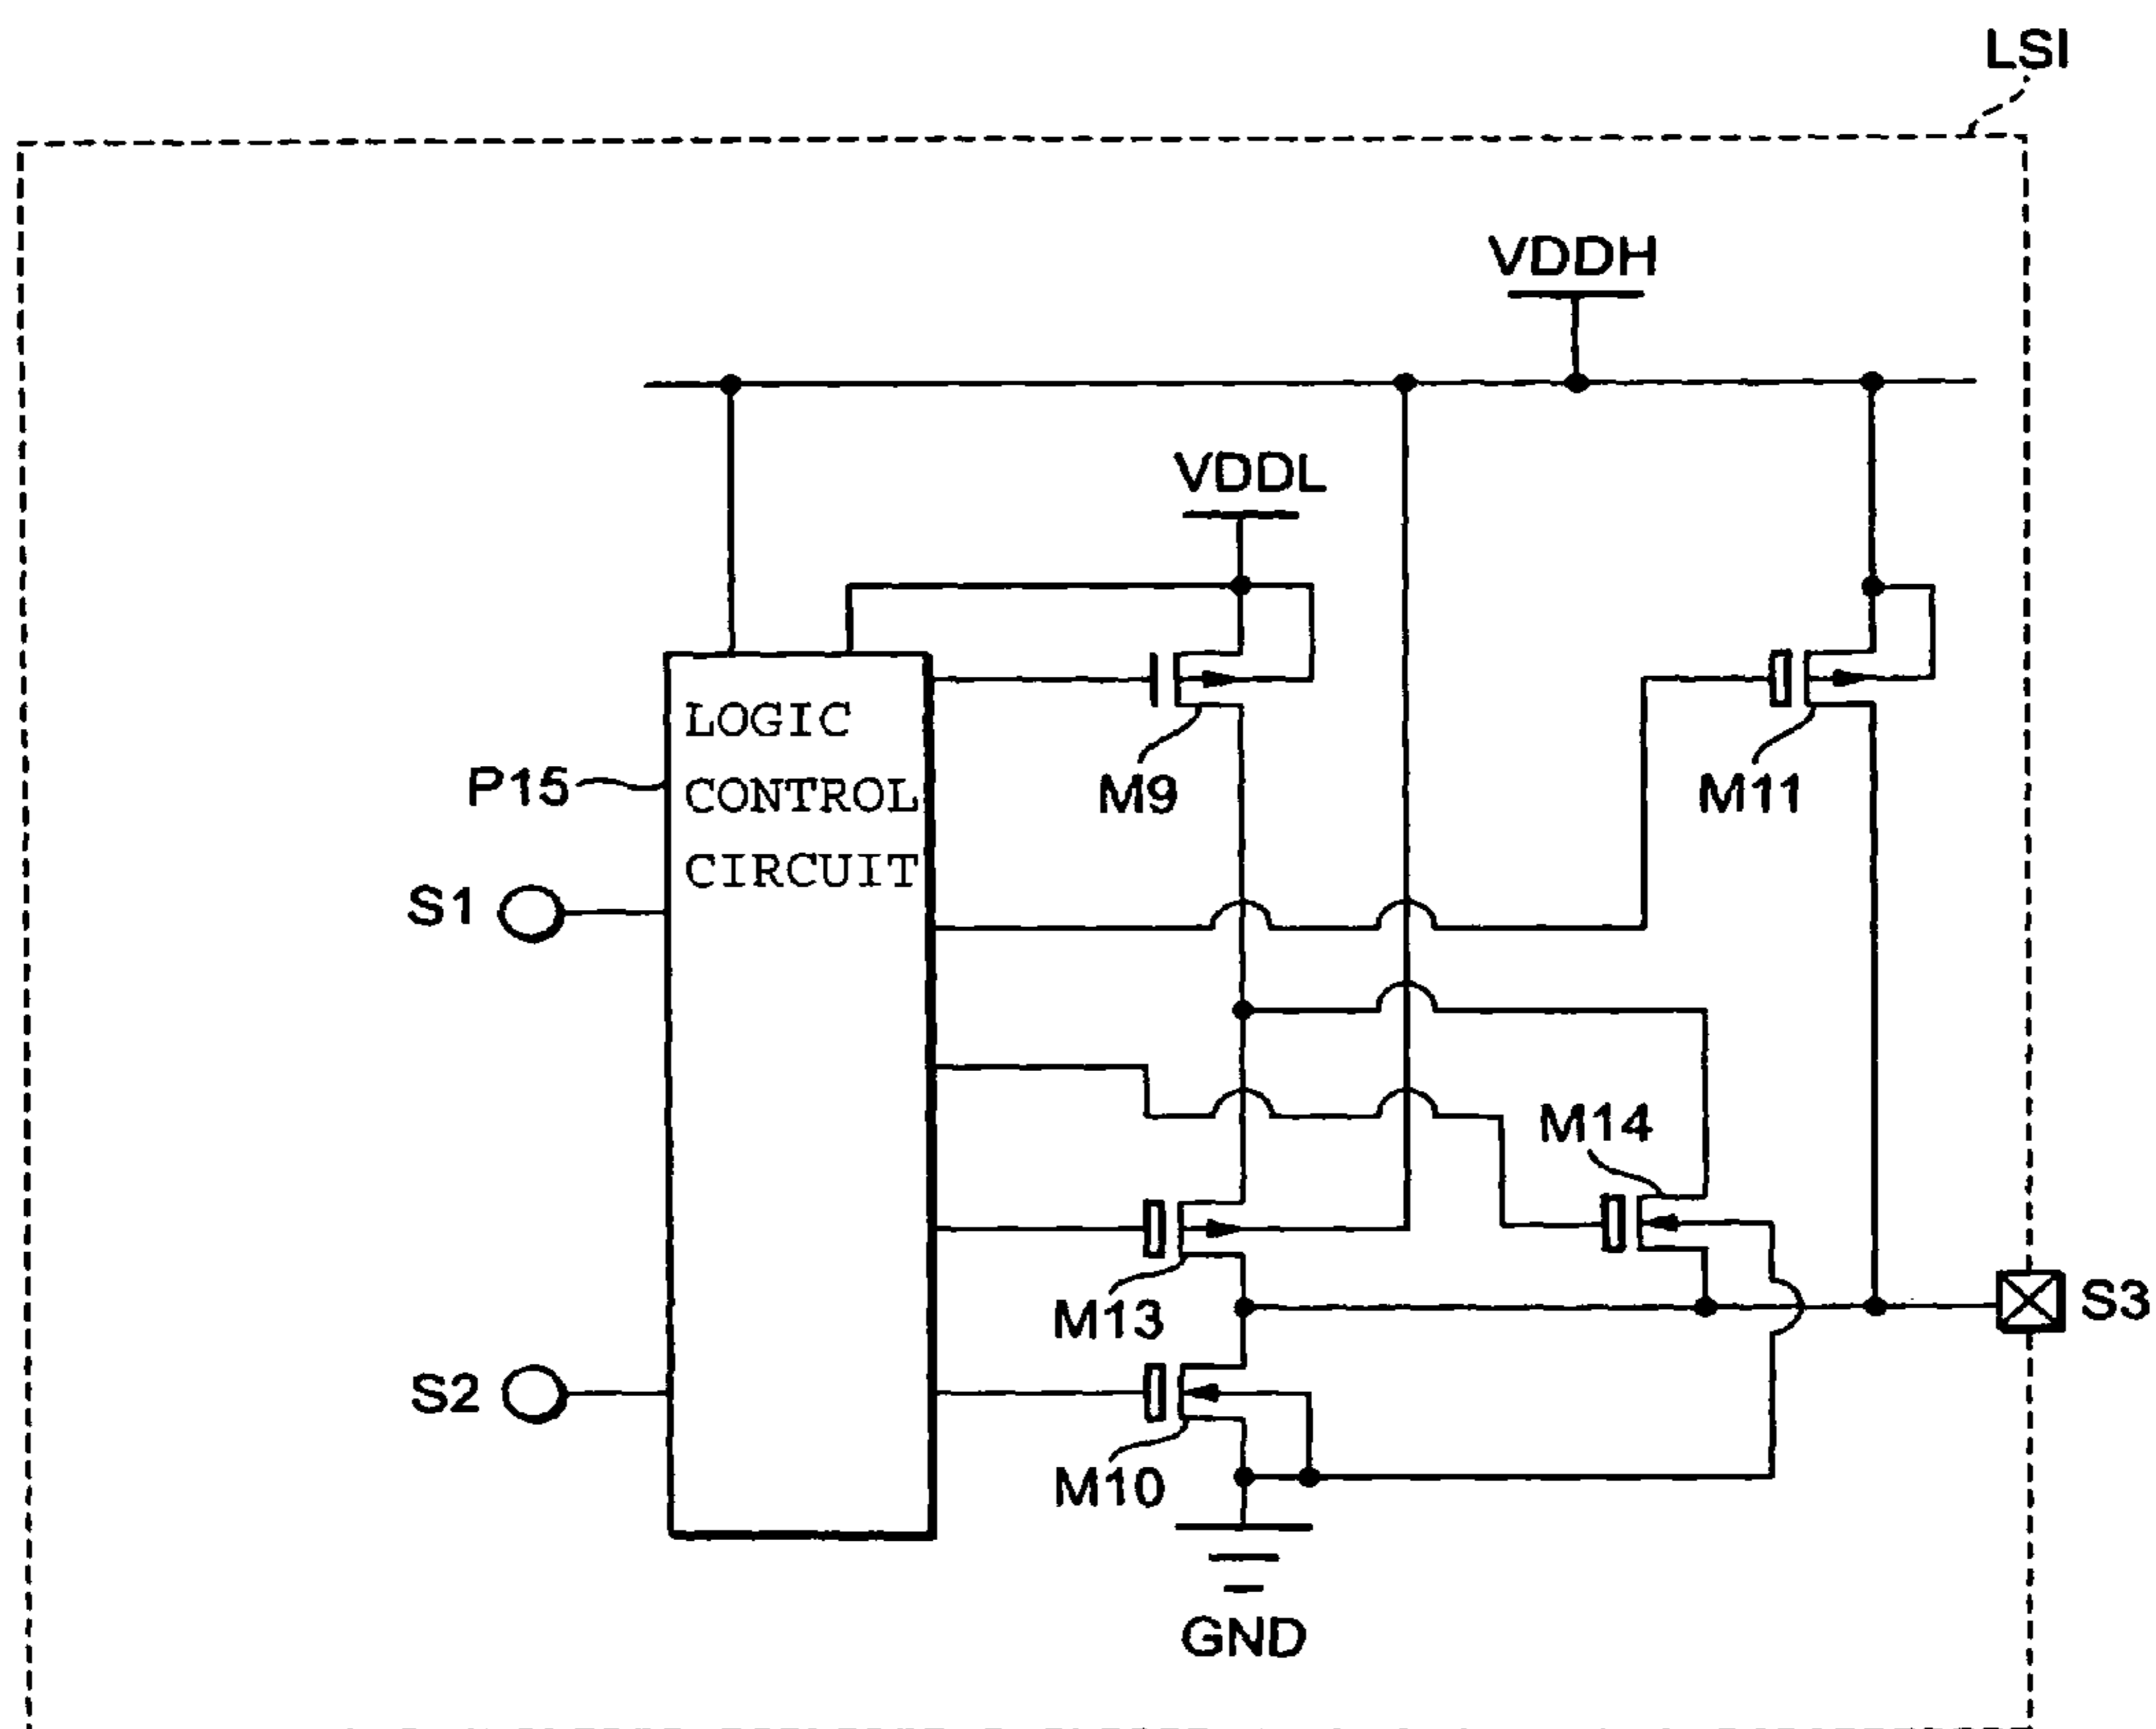 LSI
VDDH
VDDL
LOGIC
CONTROL
CIRCUIT
P15
M9
M11
S1
M14
M13
S3
S2
M10
GND